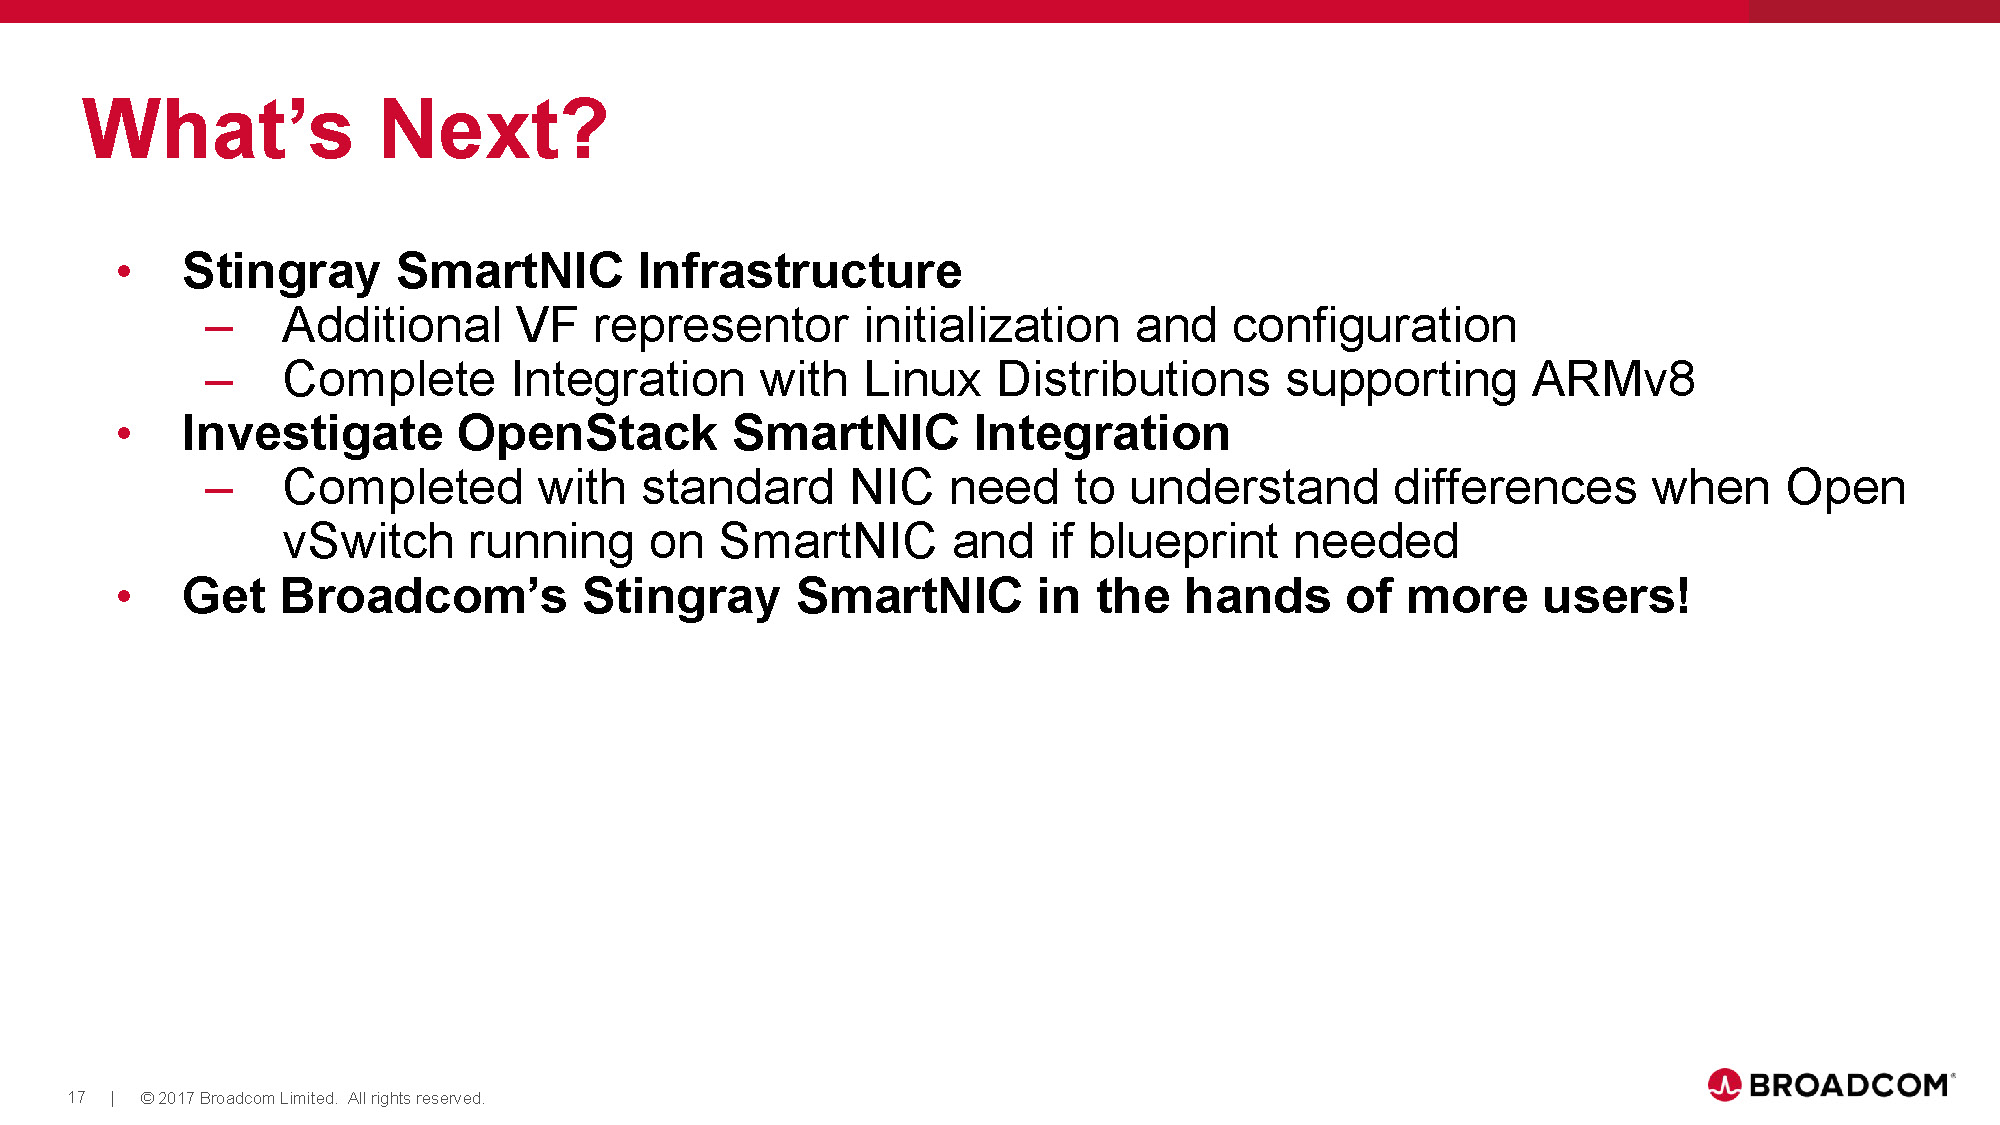 What’s Next?
• Stingray SmartNIC Infrastructure
– Additional VF representor initialization and configuration
– Complete Integration with Linux Distributions supporting ARMv8
• Investigate OpenStack SmartNIC Integration
– Completed with standard NIC need to understand differences when Open
vSwitch running on SmartNIC and if blueprint needed
• Get Broadcom’s Stingray SmartNIC in the hands of more users!
17 | © 2017 Broadcom Limited. All rights reserved.
BROADCOM®